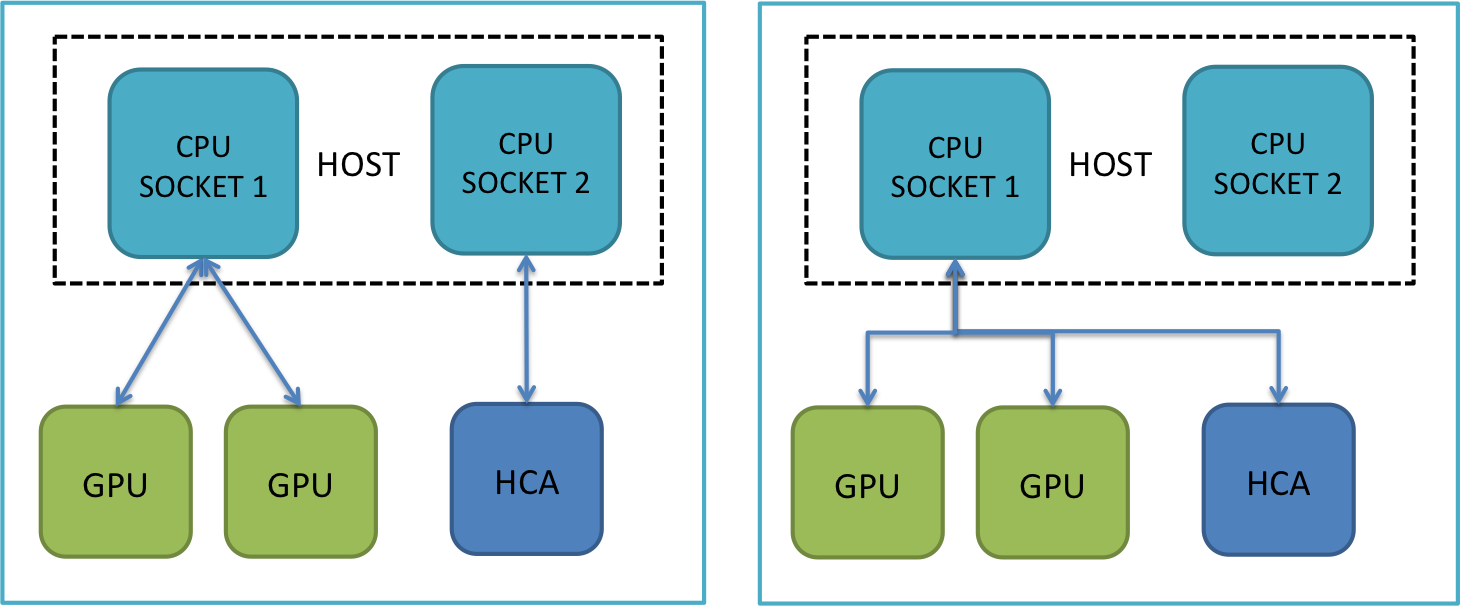 CPU
SOCKET 1
HOST
CPU
SOCKET 2
GPU
GPU
HCA
CPU
SOCKET 1
HOST
CPU
SOCKET 2
GPU
GPU
HCA